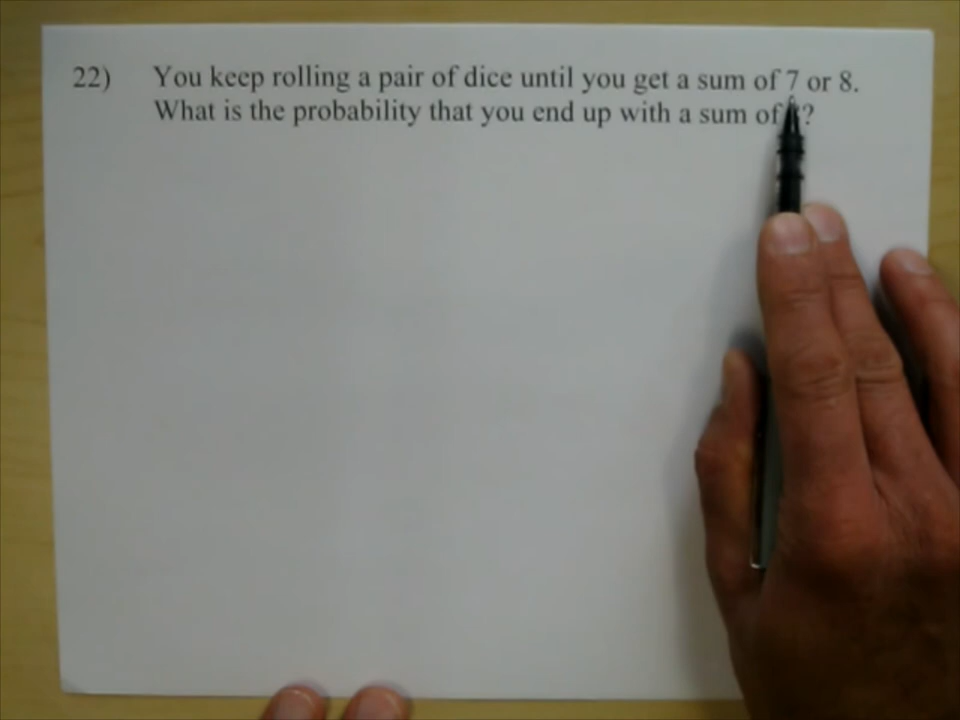 22) You keep rolling a pair of dice until you get a sum of 7 or 8.
What is the probability that you end up with a sum of ?